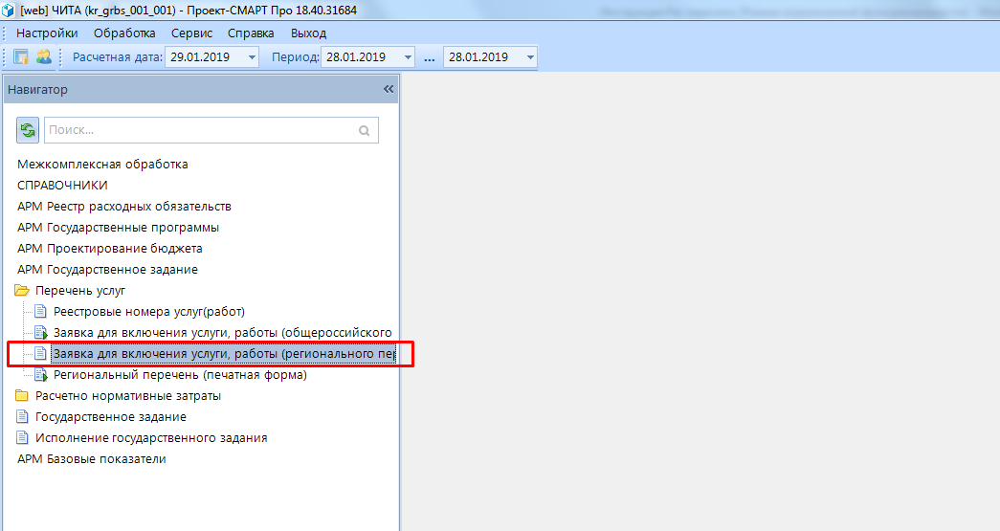 [web] ЧИТА (kr_grbs_001_001) - Проект-СМАРТ Про 18.40.31684
Настройки Обработка Сервис Справка Выход
Расчетная дата: 29.01.2019 Период: 28.01.2019 ... 28.01.2019
Навигатор
Поиск...
Межкомплексная обработка
СПРАВОЧНИКИ
АРМ Реестр расходных обязательств
АРМ Государственные программы
АРМ Проектирование бюджета
АРМ Государственное задание
Перечень услуг
Реестровые номера услуг(работ)
Заявка для включения услуги, работы (общероссийского
Заявка для включения услуги, работы (регионального пер
Региональный перечень (печатная форма)
Расчетно нормативные затраты
Государственное задание
Исполнение государственного задания
АРМ Базовые показатели